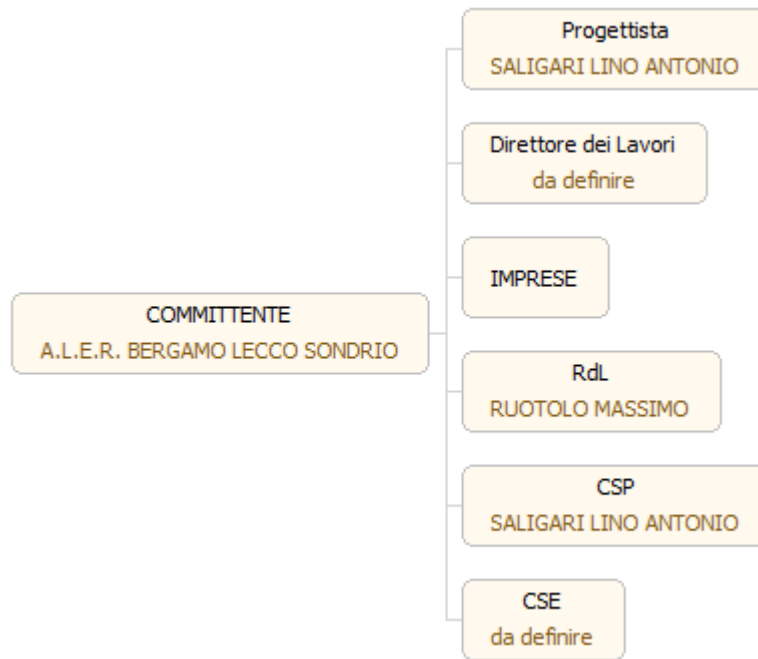 Progettista
SALIGARI LINO ANTONIO
Direttore dei Lavori
da definire
IMPRESE
COMMITTENTE
A.L.E.R. BERGAMO LECCO SONDRIO
RdL
RUOTOLO MASSIMO
CSP
SALIGARI LINO ANTONIO
CSE
da definire